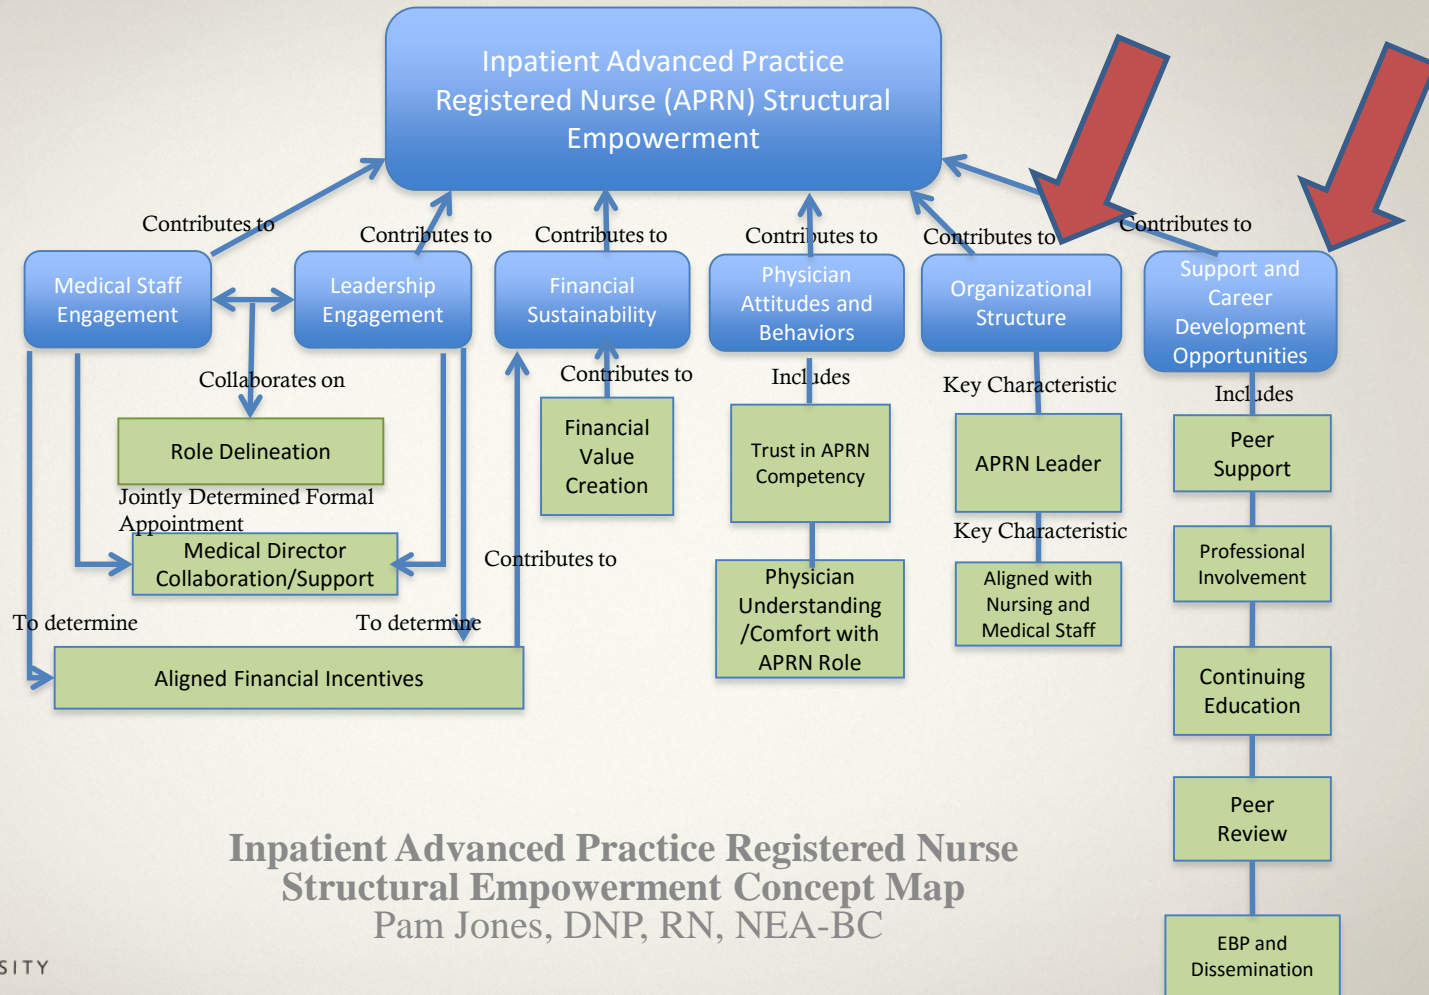 Inpatient Advanced Practice
Registered Nurse (APRN) Structural
Empowerment
Contributes to
Contributes to
Contributes to
Contributes to
Contributes to
Contributes to
Medical Staff
Engagement
Leadership
Engagement
Financial
Sustainability
Physician
Attitudes and
Behaviors
Organizational
Structure
Support and
Career
Development
Opportunities
Collaborates on
Contributes to
Includes
Key Characteristic
Includes
Role Delineation
Financial
Value
Creation
Trust in APRN
Competency
APRN Leader
Peer
Support
Jointly Determined Formal
Appointment
Medical Director
Collaboration/Support
Contributes to
Key Characteristic
Professional
Involvement
Physician
Understanding
/Comfort with
APRN Role
Aligned with
Nursing and
Medical Staff
To determine
To determine
Aligned Financial Incentives
Continuing
Education
Peer
Review
EBP and
Dissemination
Inpatient Advanced Practice Registered Nurse
Structural Empowerment Concept Map
Pam Jones, DNP, RN, NEA-BC
SITY